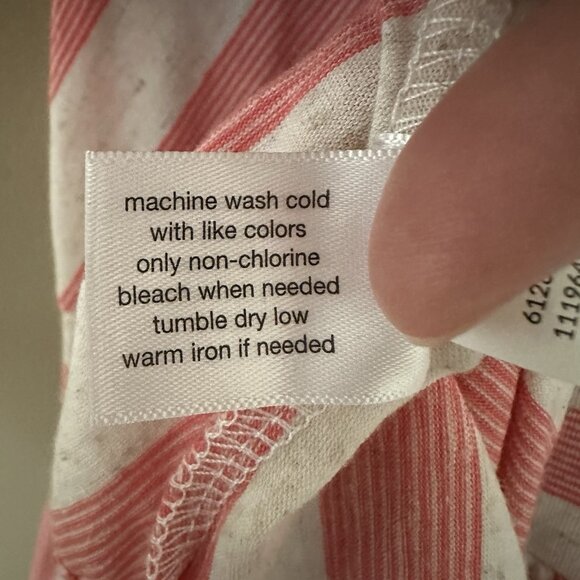 machine wash cold
with like colors
only non-chlorine
bleach when needed
tumble dry low
warm iron if needed